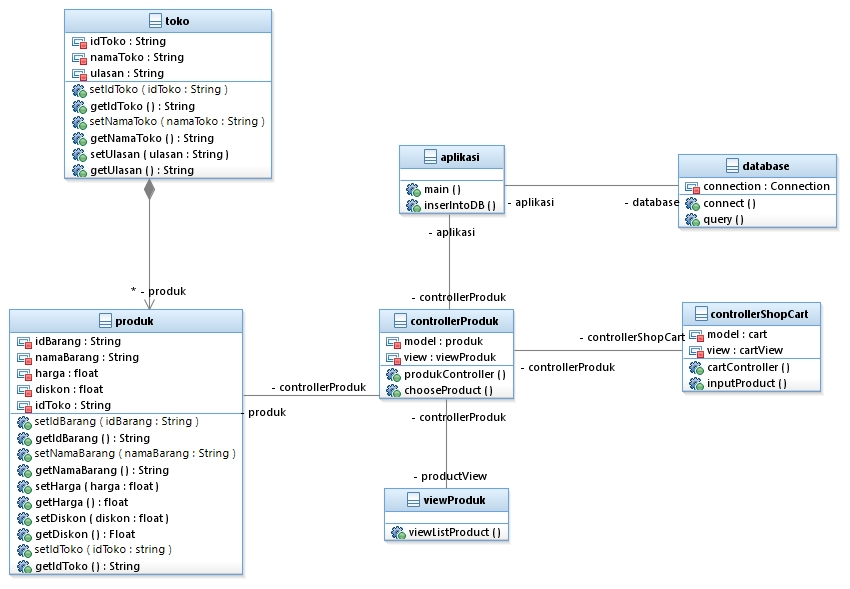 toko
idToko : String
namaToko : String
ulasan : String
setIdToko ( idToko : String )
getIdToko ( ) : String
setNamaToko ( namaToko : String )
getNamaToko ( ) : String
setUlasan ( ulasan : String )
getUlasan ( ) : String
* - produk
produk
idBarang : String
namaBarang : String
harga : float
diskon : float
idToko : String
setIdBarang ( idBarang : String )
getIdBarang ( ) : String
setNamaBarang ( namaBarang : String )
getNamaBarang ( ) : String
setHarga ( harga : float )
getHarga ( ) : float
setDiskon ( diskon : float )
getDiskon ( ) : Float
setIdToko ( idToko : string )
getIdToko ( ) : String
- controllerProduk
- produk
aplikasi
main ( )
inserIntoDB ( )
- aplikasi
- database
- aplikasi
- controllerProduk
database
connection : Connection
connect ( )
query ( )
controllerProduk
model : produk
view : viewProduk
produkController ( )
chooseProduct ( )
- controllerShopCart
- controllerProduk
controllerShopCart
model : cart
view : cartView
cartController ( )
inputProduct ( )
- controllerProduk
- productView
viewProduk
viewListProduct ( )